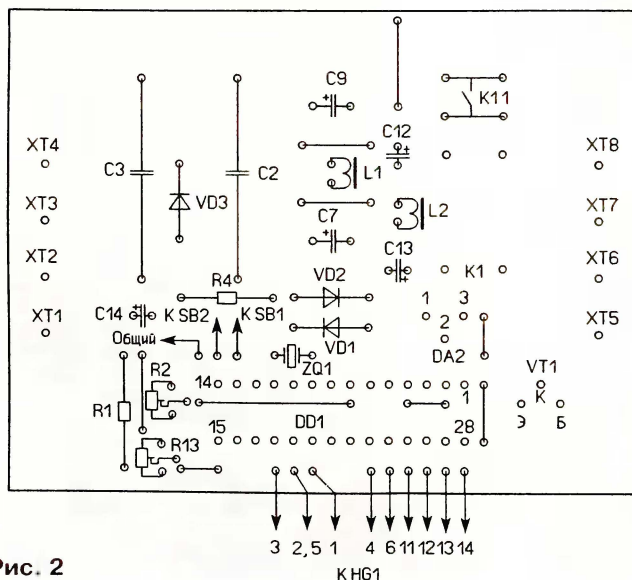 C9
K1.1
XT4
C12
XT8
C3
C2
L1
XT3
VD3
XT7
C7
L2
XT2
C13
XT6
R4
VD2
K1
C14
К SB2
К SB1
1 3
XT1
2
XT5
Общий
VD1
DA2
ZQ1
VT1
R2
14
1
К
R1
DD1
Э Б
15
28
R13
3 2,5 1 4 6 11 12 13 14
К HG1
Рис. 2